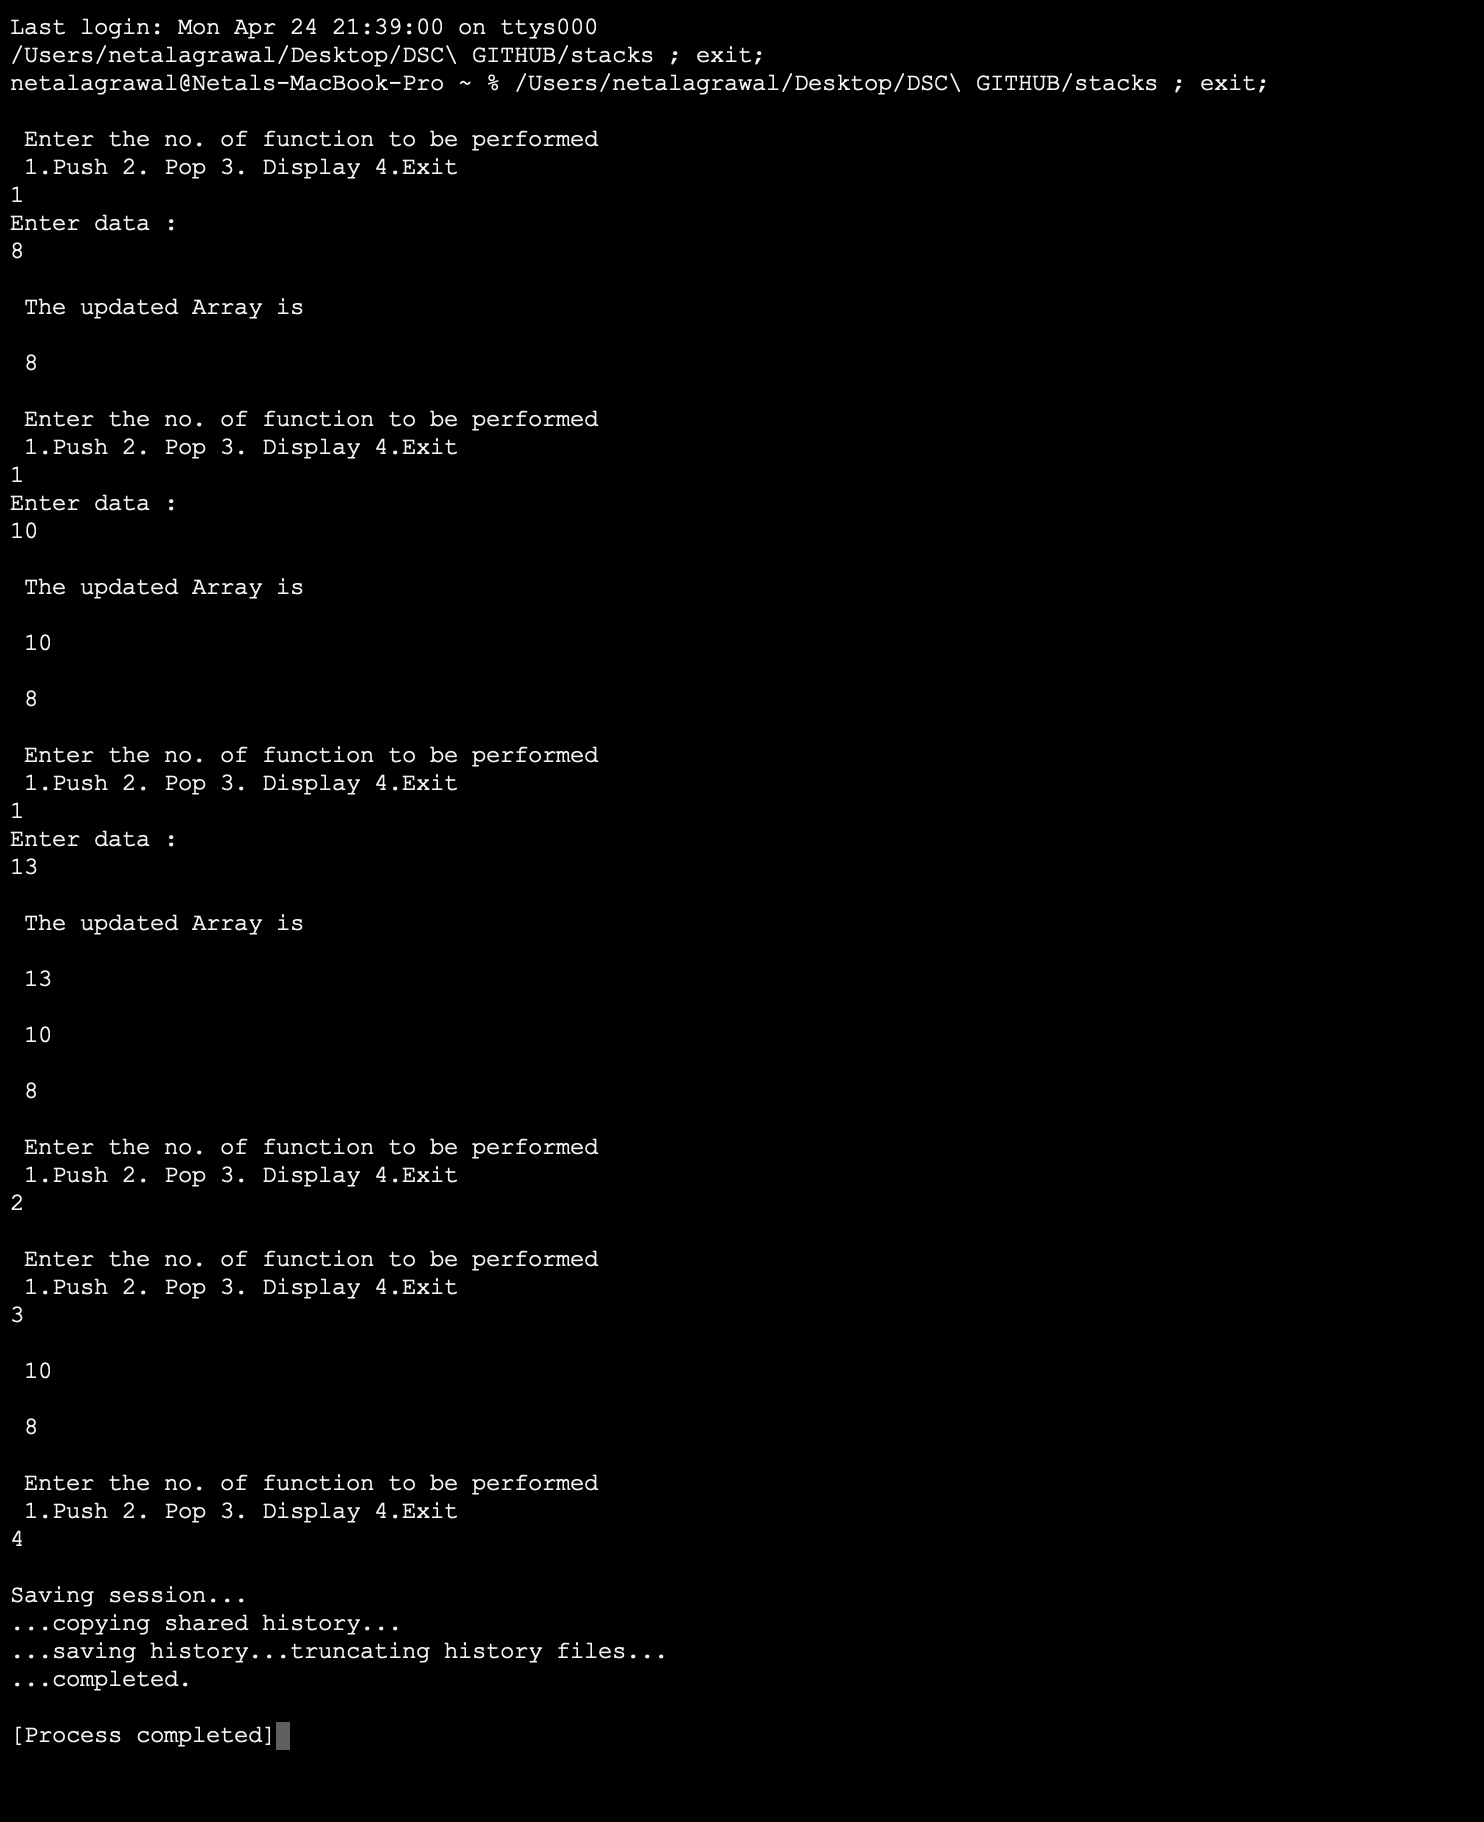 Last login: Mon Apr 24 21:39:00 on ttys000
/Users/netalagrawal/Desktop/DSC\ GITHUB/stacks ; exit;
netalagrawal@Netals-MacBook-Pro ~ % /Users/netalagrawal/Desktop/DSC\ GITHUB/stacks ; exit;
Enter the no. of function to be performed
1.Push 2. Pop 3. Display 4.Exit
1
Enter data :
8
The updated Array is
8
Enter the no. of function to be performed
1.Push 2. Pop 3. Display 4.Exit
1
Enter data :
10
The updated Array is
10
8
Enter the no. of function to be performed
1.Push 2. Pop 3. Display 4.Exit
1
Enter data :
13
The updated Array is
13
10
8
Enter the no. of function to be performed
1.Push 2. Pop 3. Display 4.Exit
2
Enter the no. of function to be performed
1.Push 2. Pop 3. Display 4.Exit
3
10
8
Enter the no. of function to be performed
1.Push 2. Pop 3. Display 4.Exit
4
Saving session...
...copying shared history...
...saving history...truncating history files...
...completed.
[Process completed]